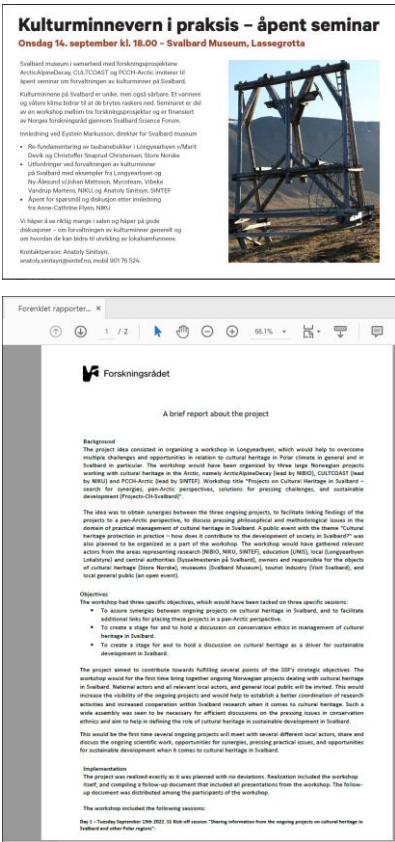 Kulturminnevern i praksis – åpent seminar
Onsdag 14. september kl. 18.00 – Svalbard Museum, Lassegrotta
Svalbard museum i samarbeid med forskningsprosjektene
ArcticAlpineDecay, CULTCOAST og PCCH-Arctic inviterer til
åpent seminar om forvaltningen av kulturminner på Svalbard.
Kulturminnene på Svalbard er unike, men også sårbare. Et varmere
og våtere klima bidrar til at de brytes raskere ned. Seminaret er del
av en workshop mellom tre forskningsprosjekter og er finansiert
av Norges forskningsråd gjennom Svalbard Science Forum.
Innledning ved Eystein Markusson, direktør for Svalbard museum
• Re-fundamentering av taubanebukker i Longyearbyen v/Marit
Devik og Christoffer Snaprud Christensen, Store Norske
• Utfordringer ved forvaltningen av kulturminner
på Svalbard med eksempler fra Longyearbyen og
Ny-Ålesund v/Johan Mattsson, Mycoteam, Vibeke
Vandrup Martens, NIKU, og Anatoly Sinitsyn, SINTEF
• Åpent for spørsmål og diskusjon etter innledning
fra Anne-Cathrine Flyen, NIKU
Vi håper å se riktig mange i salen og håper på gode
diskusjoner – om forvaltningen av kulturminner generelt og
om hvordan de kan bidra til utvikling av lokalsamfunnene.
Kontaktperson: Anatoly Sinitsyn,
anatoly.sinitsyn@sintef.no, mobil 901 76 524.
Forenklet rapporter... ×
1 / 2
68.1%
Forskningsrådet
A brief report about the project
Background
The project idea consisted in organizing a workshop in Longyearbyen, which would help to overcome
multiple challenges and opportunities in relation to cultural heritage in Polar climate in general and in
Svalbard in particular. The workshop would have been organized by three large Norwegian projects
working with cultural heritage in the Arctic, namely ArcticAlpineDecay (lead by NIBIO), CULTCOAST (lead
by NIKU) and PCCH-Arctic (lead by SINTEF). Workshop title "Projects on Cultural Heritage in Svalbard –
search for synergies, pan-Arctic perspectives, solutions for pressing challenges, and sustainable
development (Projects-CH-Svalbard)".
The idea was to obtain synergies between the three ongoing projects, to facilitate linking findings of the
projects to a pan-Arctic perspective, to discuss pressing philosophical and methodological issues in the
domain of practical management of cultural heritage in Svalbard. A public event with the theme "Cultural
heritage protection in practice – how does it contribute to the development of society in Svalbard?" was
also planned to be organized as a part of the workshop. The workshop would have gathered relevant
actors from the areas representing research (NIBIO, NIKU, SINTEF), education (UNIS), local (Longyearbyen
Lokalstyre) and central authorities (Sysselmesteren på Svalbard), owners and responsible for the objects
of cultural heritage (Store Norske), museums (Svalbard Museum), tourist industry (Visit Svalbard), and
local general public (an open event).
Objectives
The workshop had three specific objectives, which would have been tacked on three specific sessions:
• To assure synergies between ongoing projects on cultural heritage in Svalbard, and to facilitate
additional links for placing these projects in a pan-Arctic perspective.
• To create a stage for and to hold a discussion on conservation ethics in management of cultural
heritage in Svalbard.
• To create a stage for and to hold a discussion on cultural heritage as a driver for sustainable
development in Svalbard.
The project aimed to contribute towards fulfilling several points of the SSF's strategic objectives. The
workshop would for the first time bring together ongoing Norwegian projects dealing with cultural heritage
in Svalbard. National actors and all relevant local actors, and general local public will be invited. This would
increase the visibility of the ongoing projects and would help to establish a better coordination of research
activities and increased cooperation within Svalbard research when it comes to cultural heritage. Such a
wide assembly was seen to be necessary for efficient discussions on the pressing issues in conservation
ethics and aim to help in defining the role of cultural heritage in sustainable development in Svalbard.
This would be the first time several ongoing projects will meet with several different local actors, share and
discuss the ongoing scientific work, opportunities for synergies, pressing practical issues, and opportunities
for sustainable development when it comes to cultural heritage in Svalbard.
Implementation
The project was realized exactly as it was planned with no deviations. Realization included the workshop
itself, and compiling a follow-up document that included all presentations from the workshop. The follow-
up document was distributed among the participants of the workshop.
The workshop included the following sessions:
Day 1 – Tuesday September 13th 2022. S1 Kick-off session "Sharing information from the ongoing projects on cultural heritage in
Svalbard and other Polar regions":